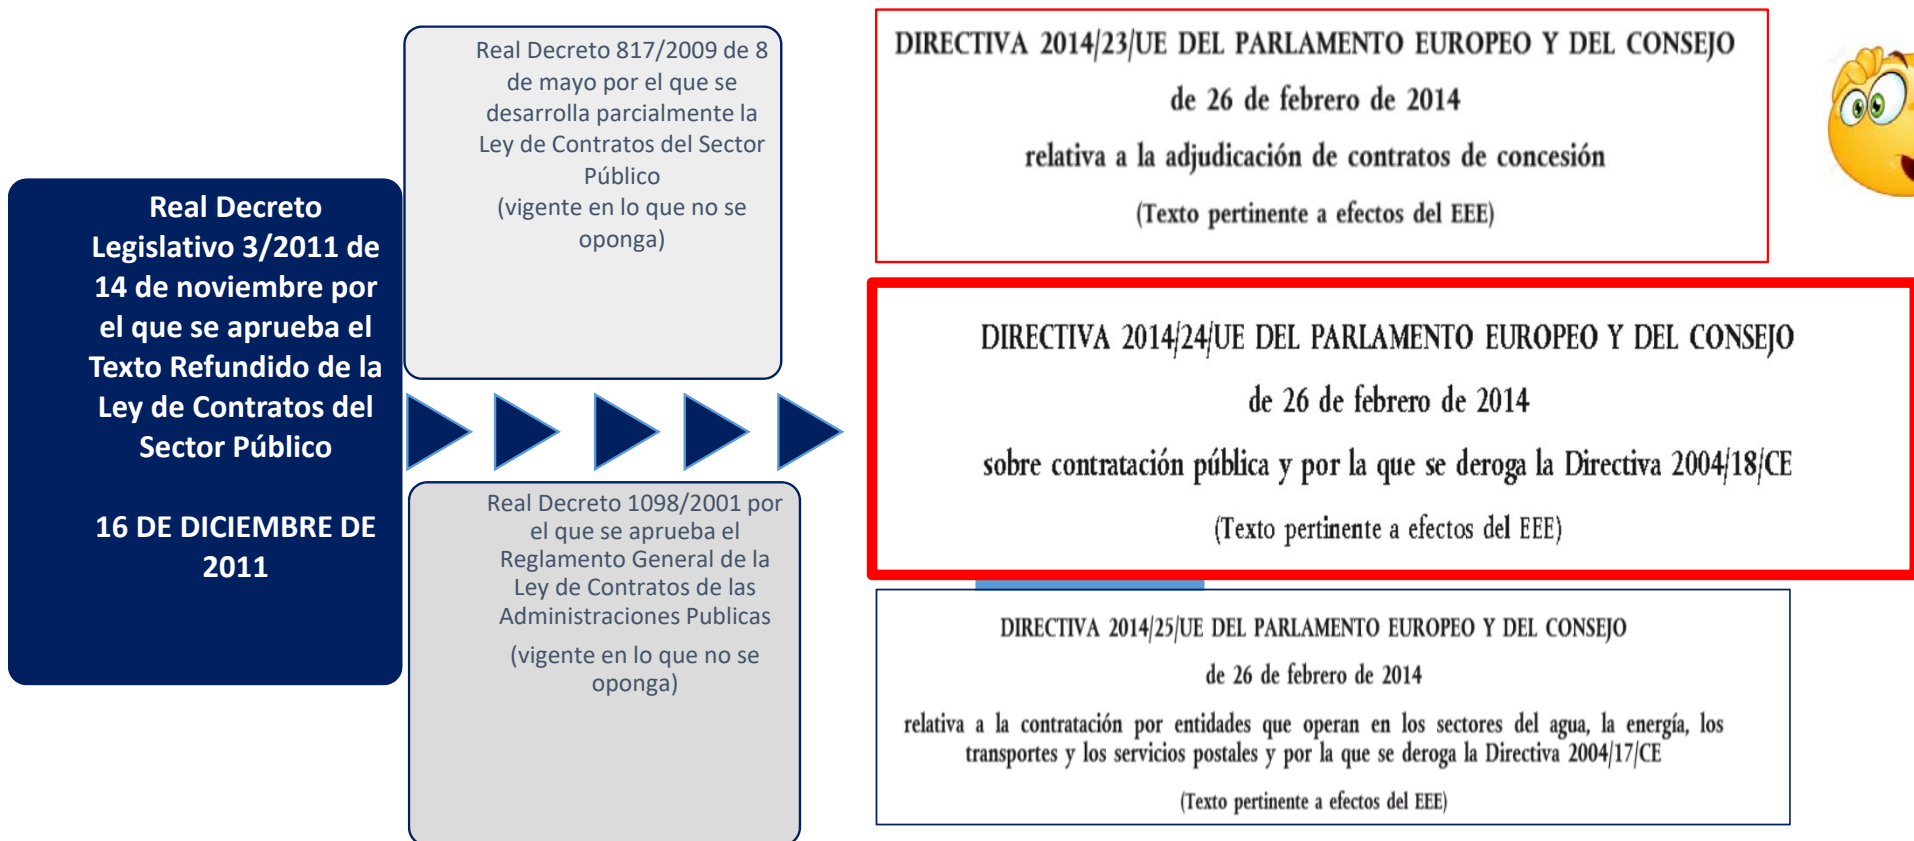 Real Decreto
Legislativo 3/2011 de
14 de noviembre por
el que se aprueba el
Texto Refundido de la
Ley de Contratos del
Sector Público
16 DE DICIEMBRE DE
2011
Real Decreto 817/2009 de 8
de mayo por el que se
desarrolla parcialmente la
Ley de Contratos del Sector
Público
(vigente en lo que no se
oponga)
Real Decreto 1098/2001 por
el que se aprueba el
Reglamento General de la
Ley de Contratos de las
Administraciones Publicas
(vigente en lo que no se
oponga)
DIRECTIVA 2014/23/UE DEL PARLAMENTO EUROPEO Y DEL CONSEJO
de 26 de febrero de 2014
relativa a la adjudicación de contratos de concesión
(Texto pertinente a efectos del EEE)
DIRECTIVA 2014/24/UE DEL PARLAMENTO EUROPEO Y DEL CONSEJO
de 26 de febrero de 2014
sobre contratación pública y por la que se deroga la Directiva 2004/18/CE
(Texto pertinente a efectos del EEE)
DIRECTIVA 2014/25/UE DEL PARLAMENTO EUROPEO Y DEL CONSEJO
de 26 de febrero de 2014
relativa a la contratación por entidades que operan en los sectores del agua, la energía, los
transportes y los servicios postales y por la que se deroga la Directiva 2004/17/CE
(Texto pertinente a efectos del EEE)